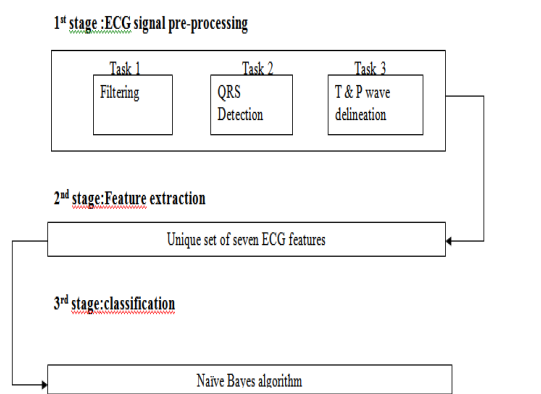 1st stage :ECG signal pre-processing
Task 1 Task 2 Task 3
Filtering QRS T & P wave
Detection delineation
2nd stage:Feature extraction
Unique set of seven ECG features
3rd stage:classification
Naïve Bayes algorithm